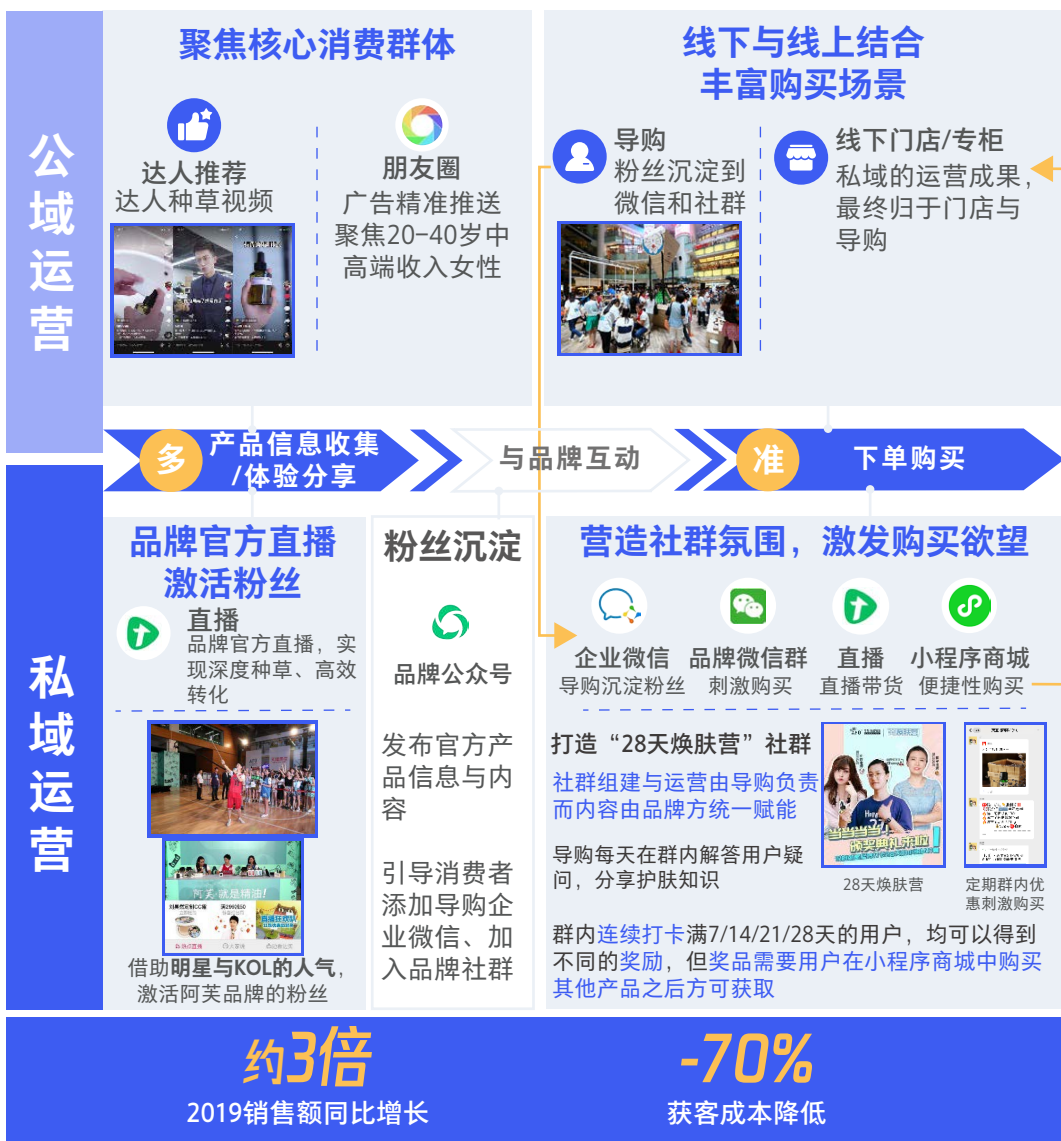 公域运营
聚焦核心消费群体
达人推荐
达人种草视频
朋友圈
广告精准推送
聚焦20-40岁中
高端收入女性
线下与线上结合
丰富购买场景
导购
粉丝沉淀到
微信和社群
线下门店/专柜
私域的运营成果，
最终归于门店与
导购
多
产品信息收集
/体验分享
与品牌互动
准
下单购买
私域运营
品牌官方直播
激活粉丝
直播
品牌官方直播，实
现深度种草、高效
转化
阿芙·就是精油!
借助明星与KOL的人气，
激活阿芙品牌的粉丝
粉丝沉淀
品牌公众号
发布官方产
品信息与内
容
引导消费者
添加导购企
业微信、加
入品牌社群
营造社群氛围，激发购买欲望
企业微信
导购沉淀粉丝
品牌微信群
刺激购买
直播
直播带货
小程序商城
便捷性购买
打造“28天焕肤营”社群
社群组建与运营由导购负责
而内容由品牌方统一赋能
导购每天在群内解答用户疑
问，分享护肤知识
当当当当!
颁奖典礼来啦!
28天焕肤营
定期群内优
惠刺激购买
群内连续打卡满7/14/21/28天的用户，均可以得到
不同的奖励，但奖品需要用户在小程序商城中购买
其他产品之后方可获取
约3倍
2019销售额同比增长
-70%
获客成本降低